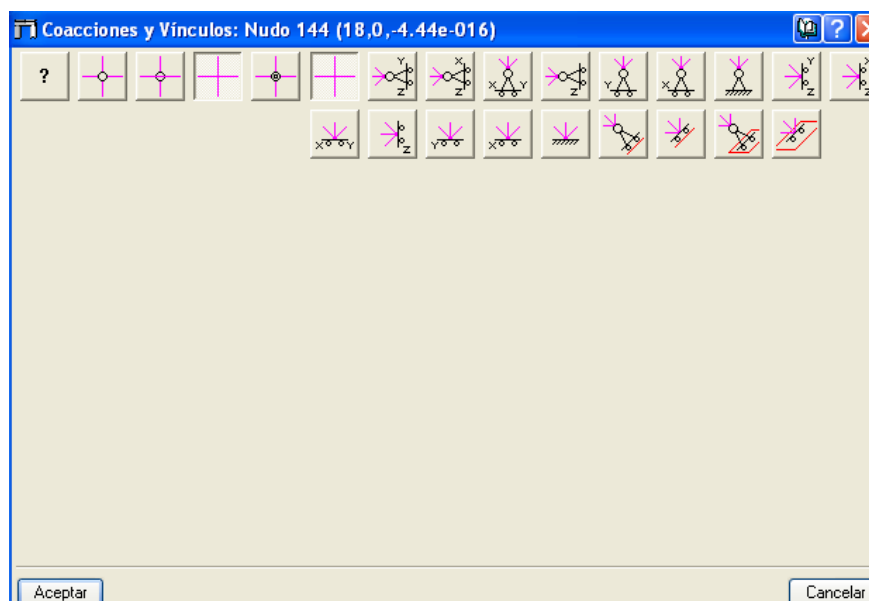 Coacciones y Vínculos: Nudo 144 (18,0,-4.44e-016)
?
?
Y
Z
X
Z
X Y
Z
Y
X
Y
Z
X
Z
X Y
Z
Y
X
Aceptar
Cancelar